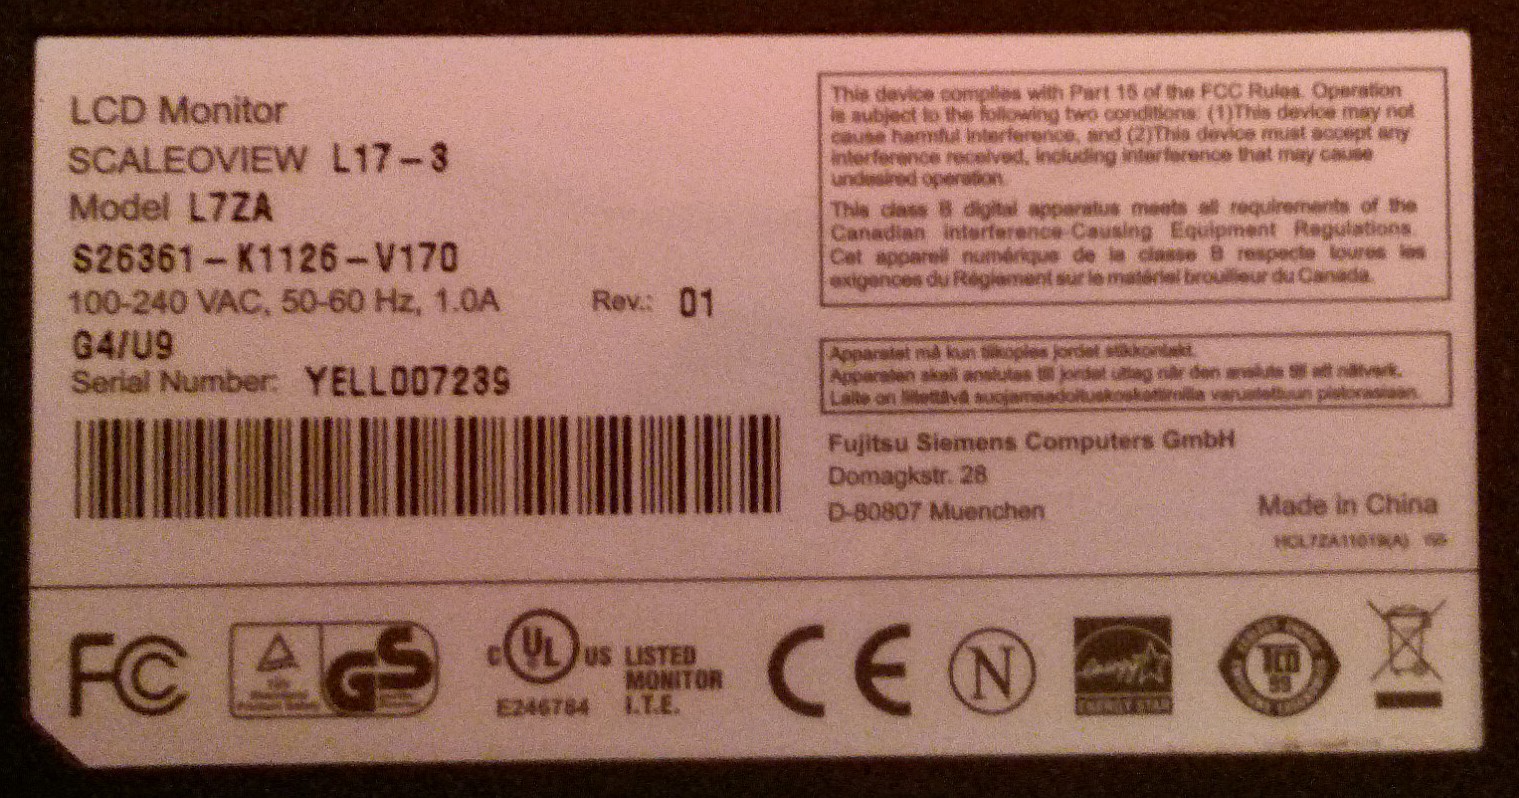 LCD Monitor
SCALEOVIEW L17-3
Model L7ZA
S26361-K1126-V170
100-240 VAC, 50-60 Hz, 1.0A Rev.: 01
G4/U9
Serial Number: YELL007239
This device complies with Part 15 of the FCC Rules. Operation
is subject to the following two conditions: (1)This device may not
cause harmful interference, and (2)This device must accept any
interference received, including interference that may cause
undesired operation.
This class B digital apparatus meets all requirements of the
Canadian Interference-Causing Equipment Regulations.
Cet appareil numérique de la classe B respecte toures les
exigences du Réglement sur le matériel brouilleur du Canada.
Apparatet må kun tilkoples jordet stikkontakt.
Apparaten skall anslutas till jordet uttag när den ansluts till ett nätverk.
Laite on liitettävä suojamaadoituskoskettimilla varustettuun pistorasiaan.
Fujitsu Siemens Computers GmbH
Domagkstr. 28
D-80807 Muenchen
Made in China
HCL7ZA11019(A)
FC
GS
C UL US LISTED
MONITOR
E246784 I.T.E.
CE
N
energy
ENERGY STAR
TCO
99